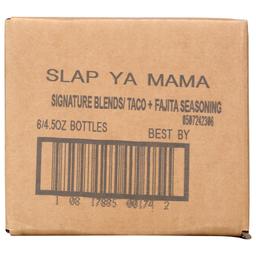 SLAP YA MAMA
SIGNATURE BLENDS/ TACO + FAJITA SEASONING
0507242306
6/4.5OZ BOTTLES BEST BY
1 08 17885 00174 2